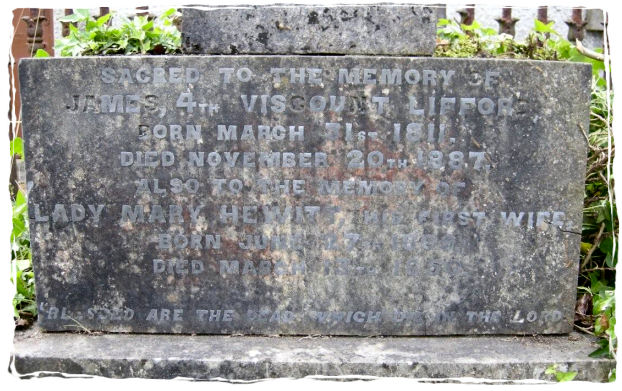 SACRED TO THE MEMORY OF
JAMES, 4TH VISCOUNT LIFFORD,
BORN MARCH 31ST 1811.
DIED NOVEMBER 20TH 1887.
ALSO TO THE MEMORY OF
LADY MARY HEWITT, HIS FIRST WIFE,
BORN JUNE
DIED MARCH
"BLESSED ARE THE DEAD WHICH DIE IN THE LORD"